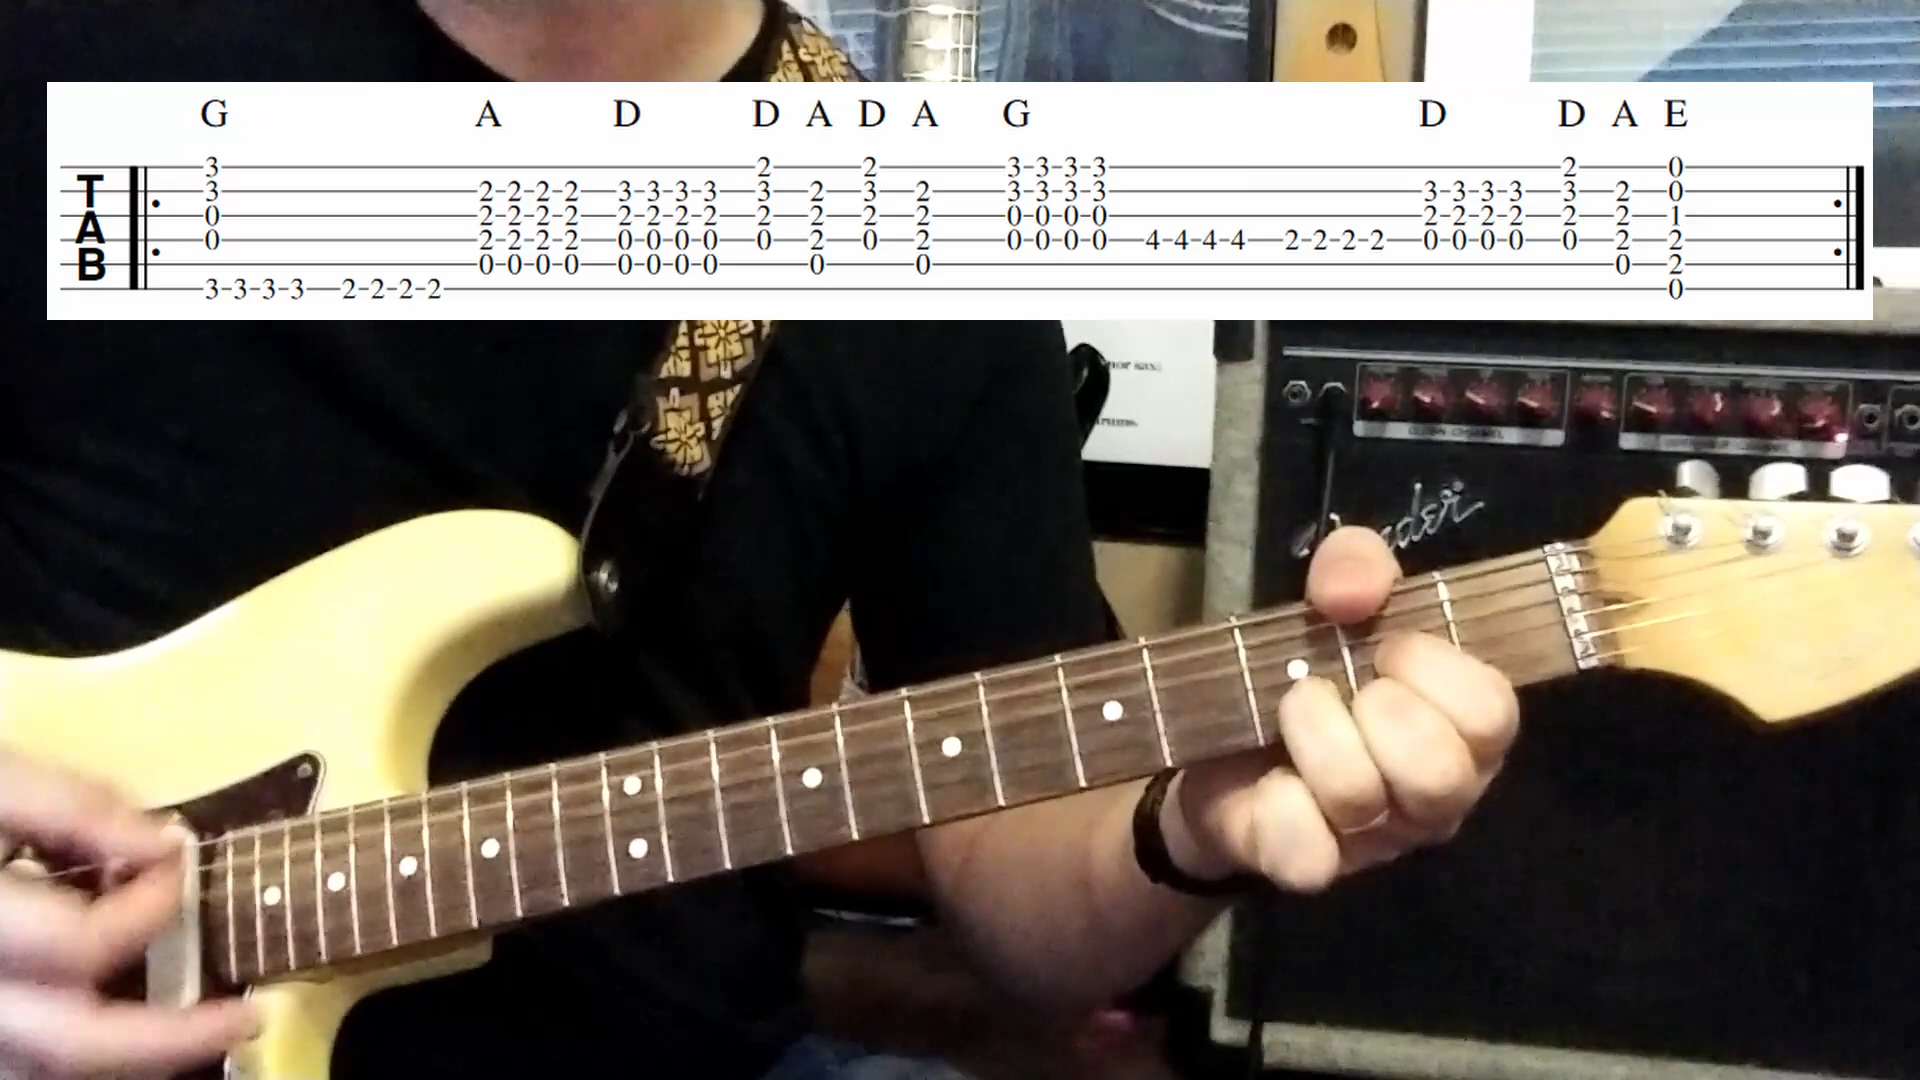 G A D D A D A G D D A E
3 2 2 3-3-3-3 2 0
T 3 2-2-2-2 3-3-3-3 3 2 3 2 3-3-3-3 3-3-3-3 3 2 0
A 0 2-2-2-2 2-2-2-2 2 2 2 2 0-0-0-0 2-2-2-2 2 2 1
0 2-2-2-2 0-0-0-0 0 2 0 2 0-0-0-0 4-4-4-4 2-2-2-2 0-0-0-0 0 2 2
B 0-0-0-0 0-0-0-0 0 0 0 2
3-3-3-3 2-2-2-2 0